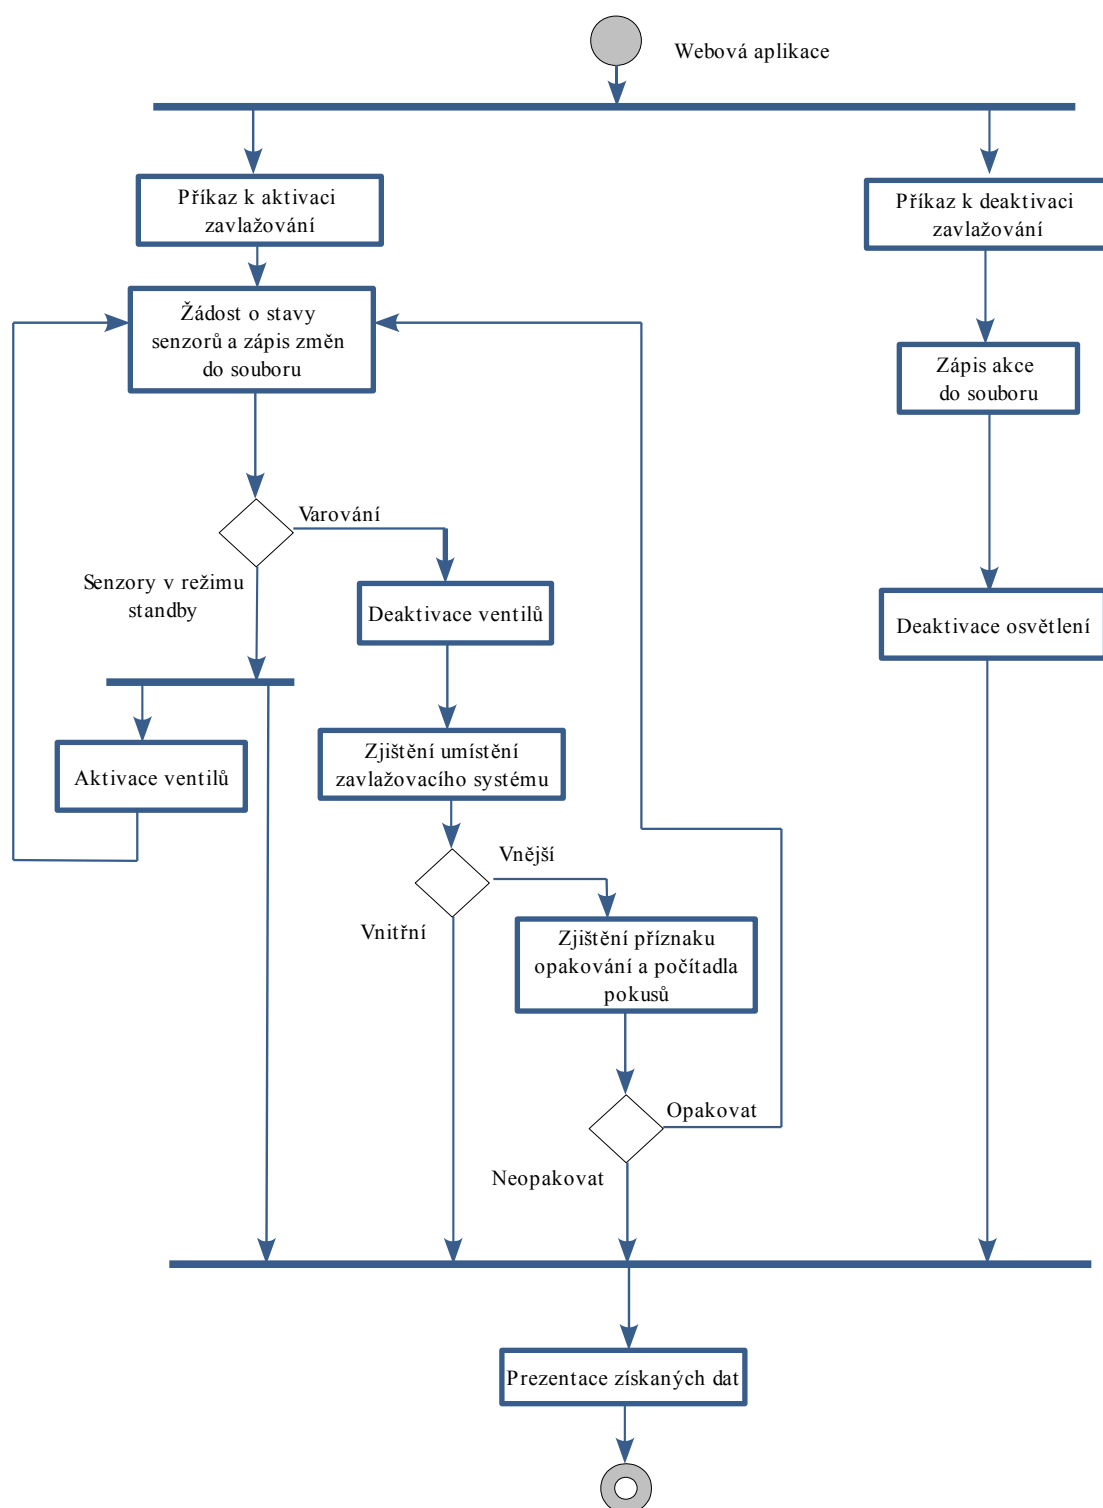 Webová aplikace
Příkaz k aktivaci
zavlažování
Příkaz k deaktivaci
zavlažování
Žádost o stavy
senzorů a zápis změn
do souboru
Zápis akce
do souboru
Varování
Senzory v režimu
standby
Deaktivace ventilů
Deaktivace osvětlení
Zjištění umístění
zavlažovacího systému
Aktivace ventilů
Vnější
Vnitřní
Zjištění příznaku
opakování a počítadla
pokusů
Opakovat
Neopakovat
Prezentace získaných dat